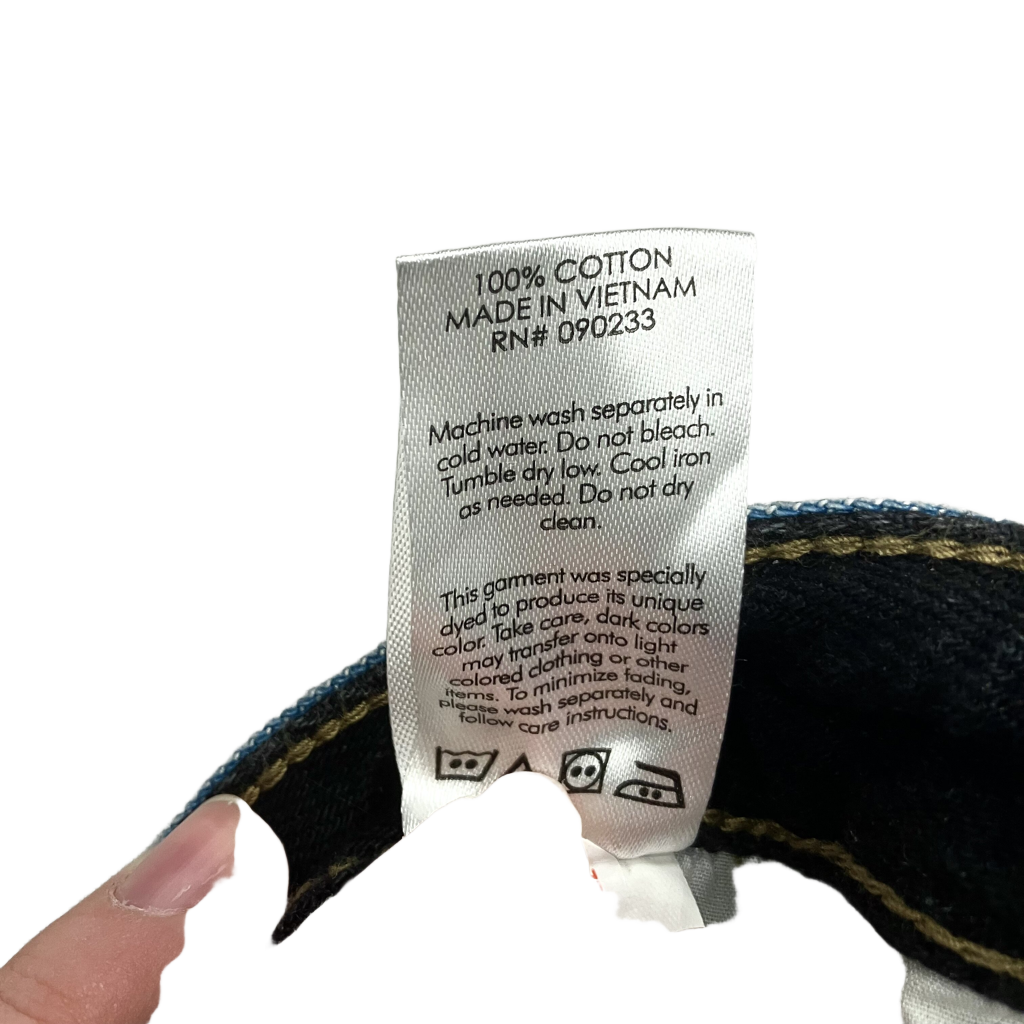 100% COTTON
MADE IN VIETNAM
RN# 090233
Machine wash separately in
cold water. Do not bleach.
Tumble dry low. Cool iron
as needed. Do not dry
clean.
This garment was specially
dyed to produce its unique
color. Take care, dark colors
may transfer onto light
colored clothing or other
items. To minimize fading,
please wash separately and
follow care instructions.